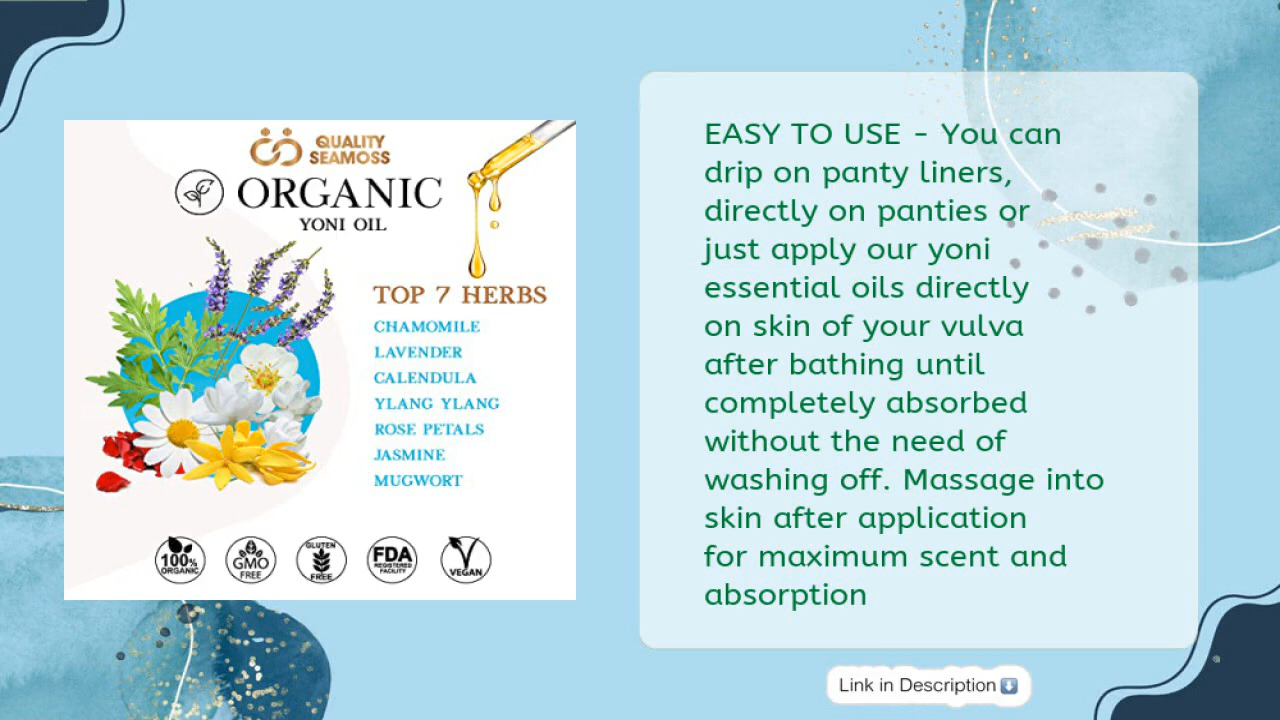 QUALITY
SEAMOSS
ORGANIC
YONI OIL
TOP 7 HERBS
CHAMOMILE
LAVENDER
CALENDULA
YLANG YLANG
ROSE PETALS
JASMINE
MUGWORT
100%
ORGANIC
GMO
FREE
GLUTEN
FREE
FDA
REGISTERED
FACILITY
VEGAN
EASY TO USE - You can
drip on panty liners,
directly on panties or
just apply our yoni
essential oils directly
on skin of your vulva
after bathing until
completely absorbed
without the need of
washing off. Massage into
skin after application
for maximum scent and
absorption
Link in Description⬇️